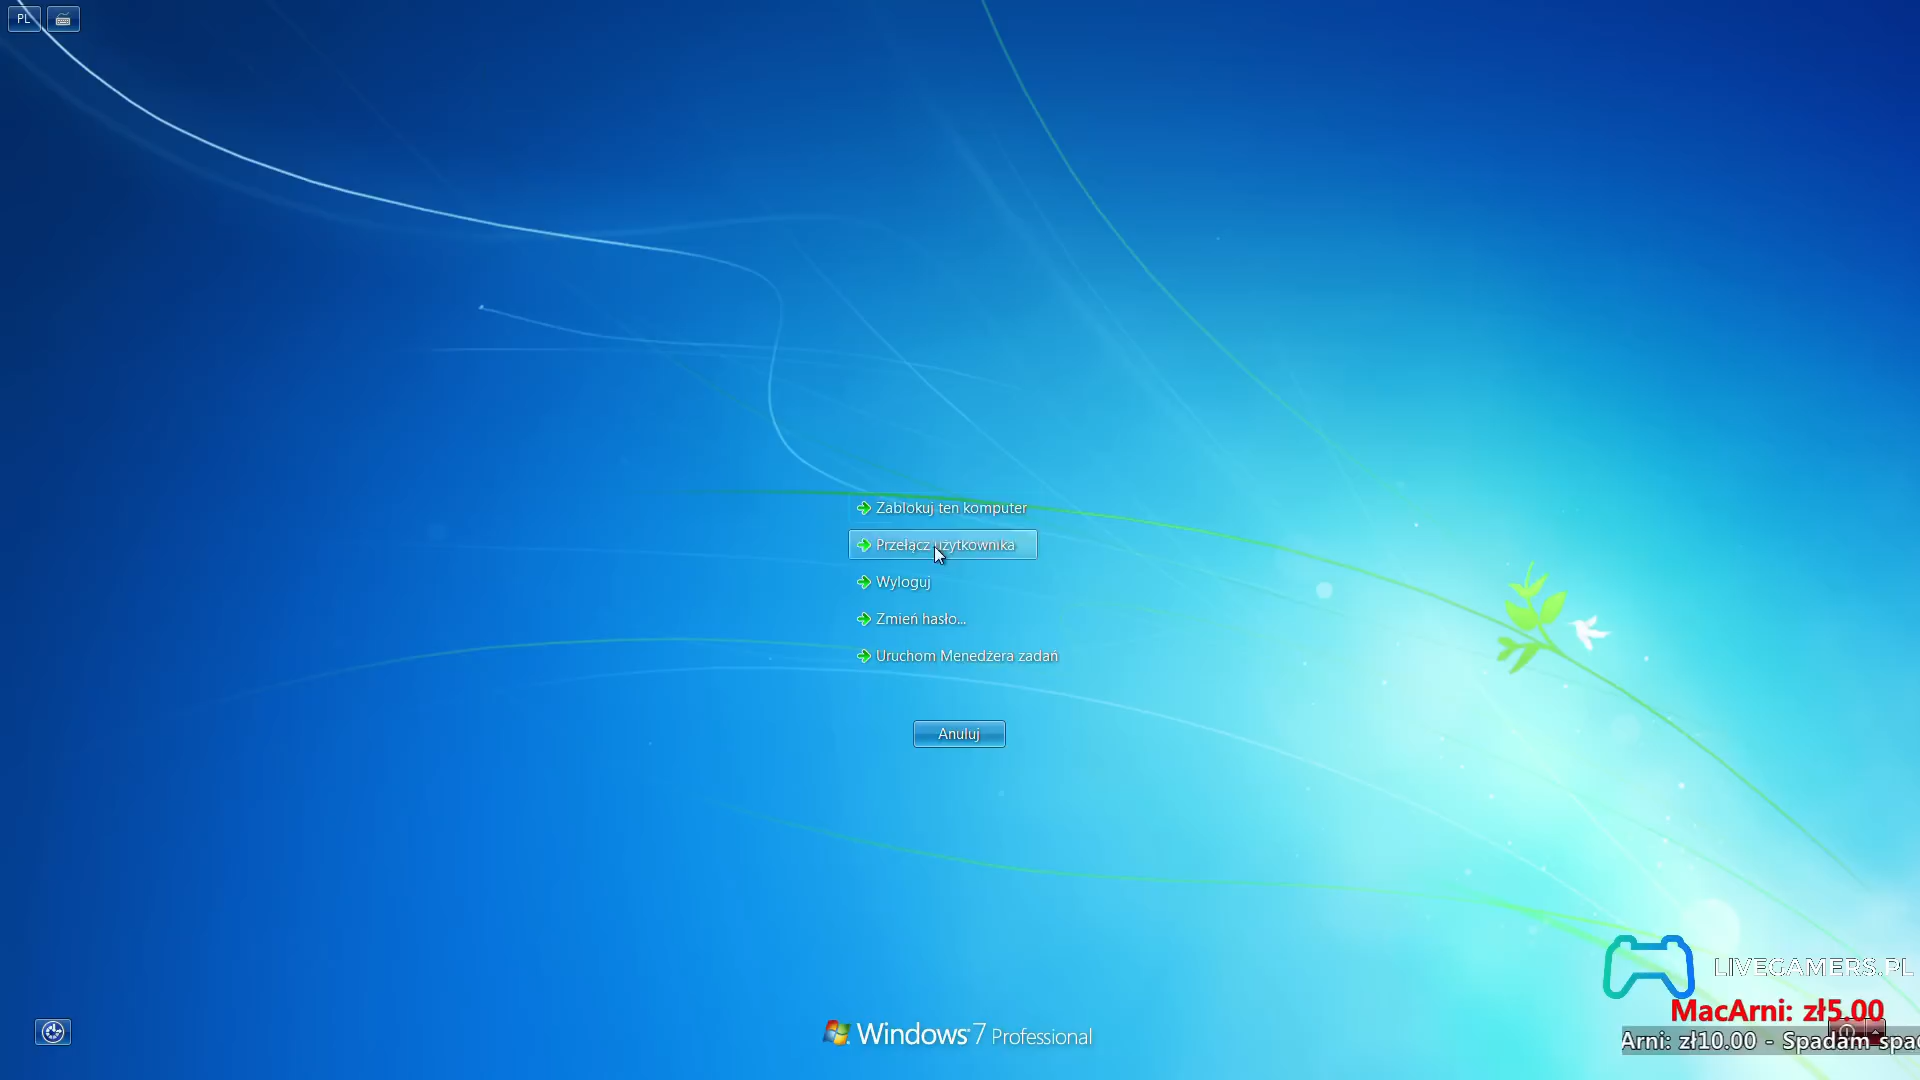 PL
Zablokuj ten komputer
Przełącz użytkownika
Wyloguj
Zmień hasło...
Uruchom Menedżera zadań
Anuluj
Windows 7 Professional
LIVEGAMERS.PL
MacArni: zł5.00
Arni: zł10.00 - Spadam spad